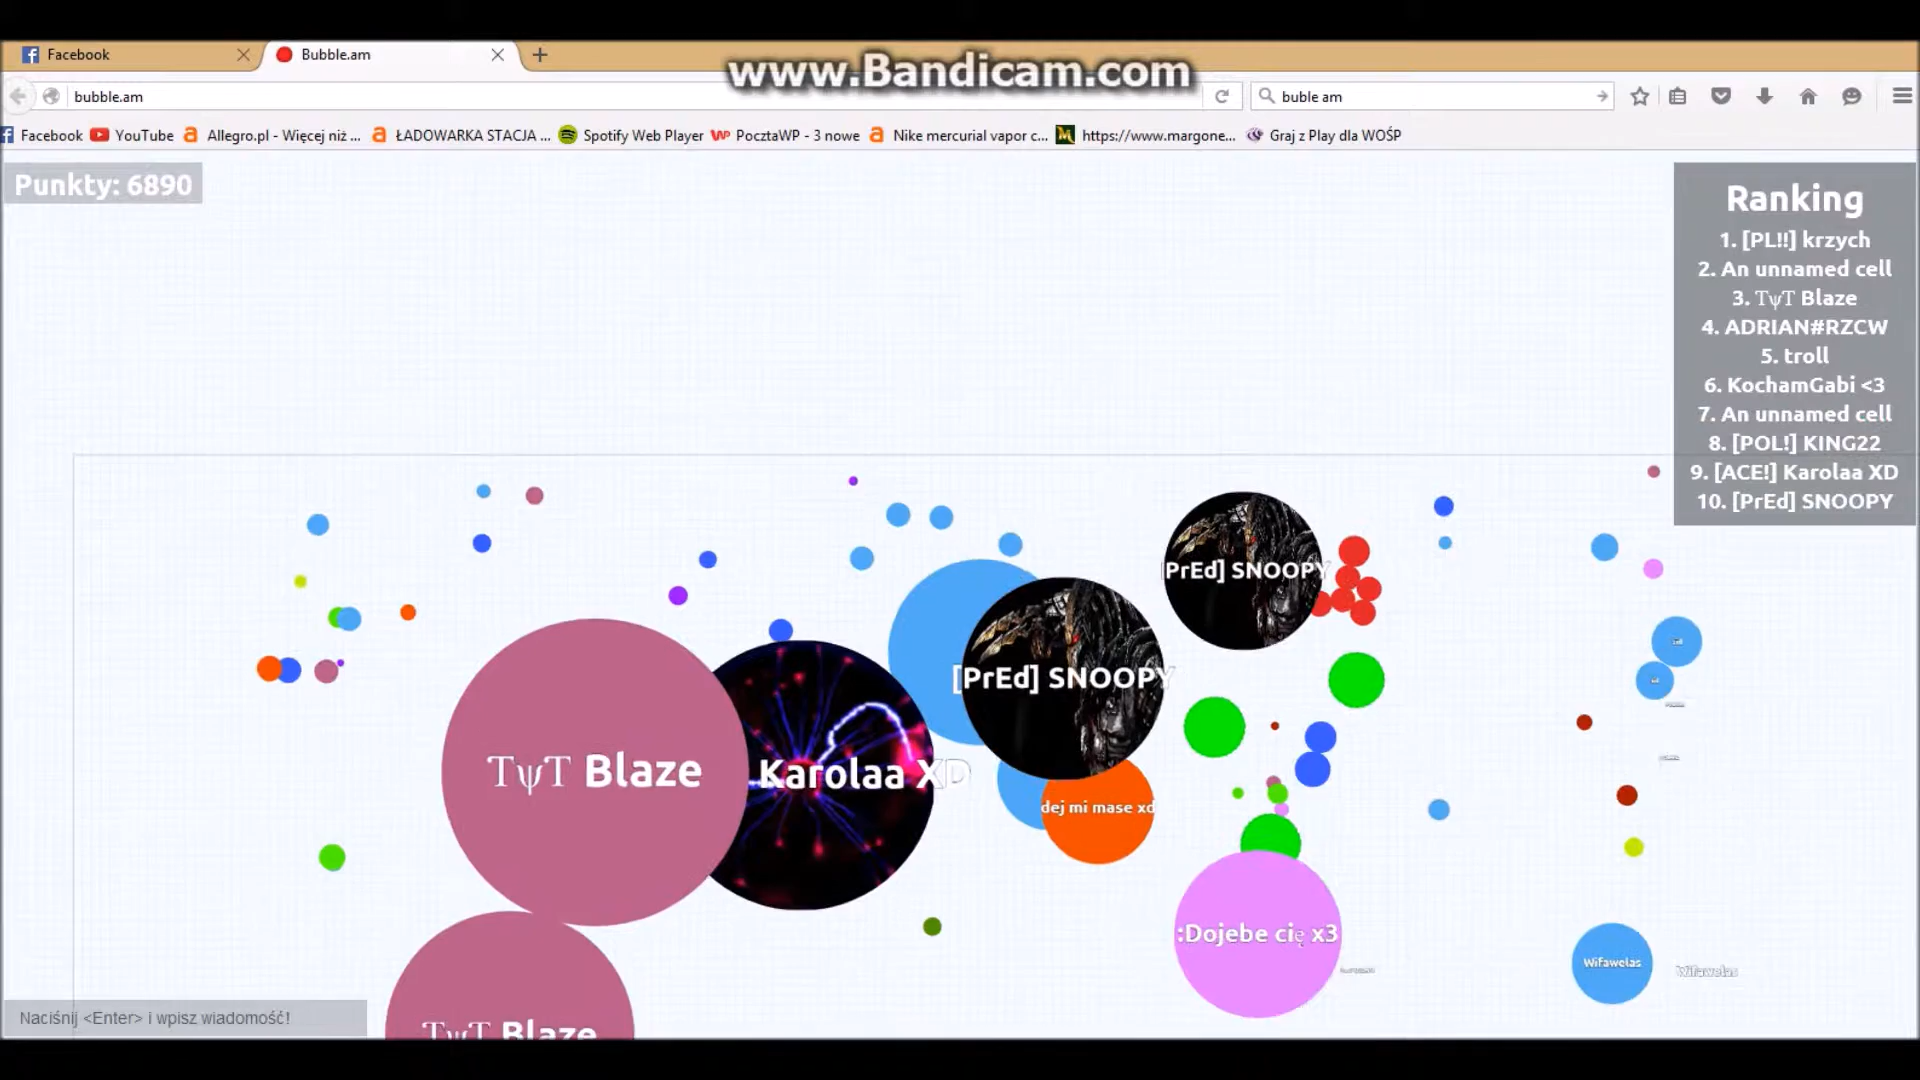 Facebook
Bubble.am
www.Bandicam.com
bubble.am
buble am
Facebook
YouTube
Allegro.pl - Więcej niż ...
ŁADOWARKA STACJA ...
Spotify Web Player
PocztaWP - 3 nowe
Nike mercurial vapor c...
https://www.margone...
Graj z Play dla WOŚP
Punkty: 6890
Ranking
1. [PL!!] krzych
2. An unnamed cell
3. TψT Blaze
4. ADRIAN#RZCW
5. troll
6. KochamGabi <3
7. An unnamed cell
8. [POL!] KING22
9. [ACE!] Karolaa XD
10. [PrEd] SNOOPY
[PrEd] SNOOPY
[PrEd] SNOOPY
TψT Blaze
Karolaa XD
dej mi mase xd
:Dojebe cię x3
Wifawelas
Wifawelas
Naciśnij <Enter> i wpisz wiadomość!
TψT Blaze